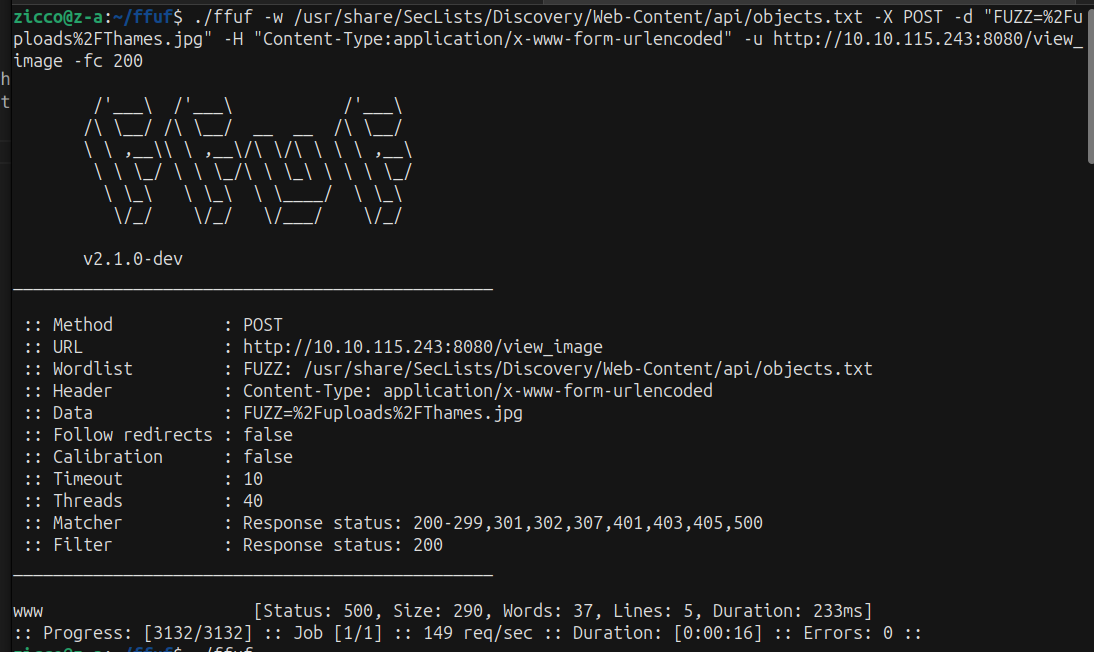 zicco@z-a:~/ffuf$ ./ffuf -w /usr/share/SecLists/Discovery/Web-Content/api/objects.txt -X POST -d "FUZZ=%2Fu
ploads%2FThames.jpg" -H "Content-Type:application/x-www-form-urlencoded" -u http://10.10.115.243:8080/view_
image -fc 200
        /'___\  /'___\           /'___\
       /\ \__/ /\ \__/  __  __  /\ \__/
       \ \ ,__\\ \ ,__\/\ \/\ \ \ \ ,__\
        \ \ \_/ \ \ \_/\ \ \_\ \ \ \ \_/
         \ \_\   \ \_\  \ \____/  \ \_\
          \/_/    \/_/   \/___/    \/_/
v2.1.0-dev
________________________________________________
:: Method           : POST
:: URL              : http://10.10.115.243:8080/view_image
:: Wordlist         : FUZZ: /usr/share/SecLists/Discovery/Web-Content/api/objects.txt
:: Header           : Content-Type: application/x-www-form-urlencoded
:: Data             : FUZZ=%2Fuploads%2FThames.jpg
:: Follow redirects : false
:: Calibration      : false
:: Timeout          : 10
:: Threads          : 40
:: Matcher          : Response status: 200-299,301,302,307,401,403,405,500
:: Filter           : Response status: 200
________________________________________________
www                     [Status: 500, Size: 290, Words: 37, Lines: 5, Duration: 233ms]
:: Progress: [3132/3132] :: Job [1/1] :: 149 req/sec :: Duration: [0:00:16] :: Errors: 0 ::